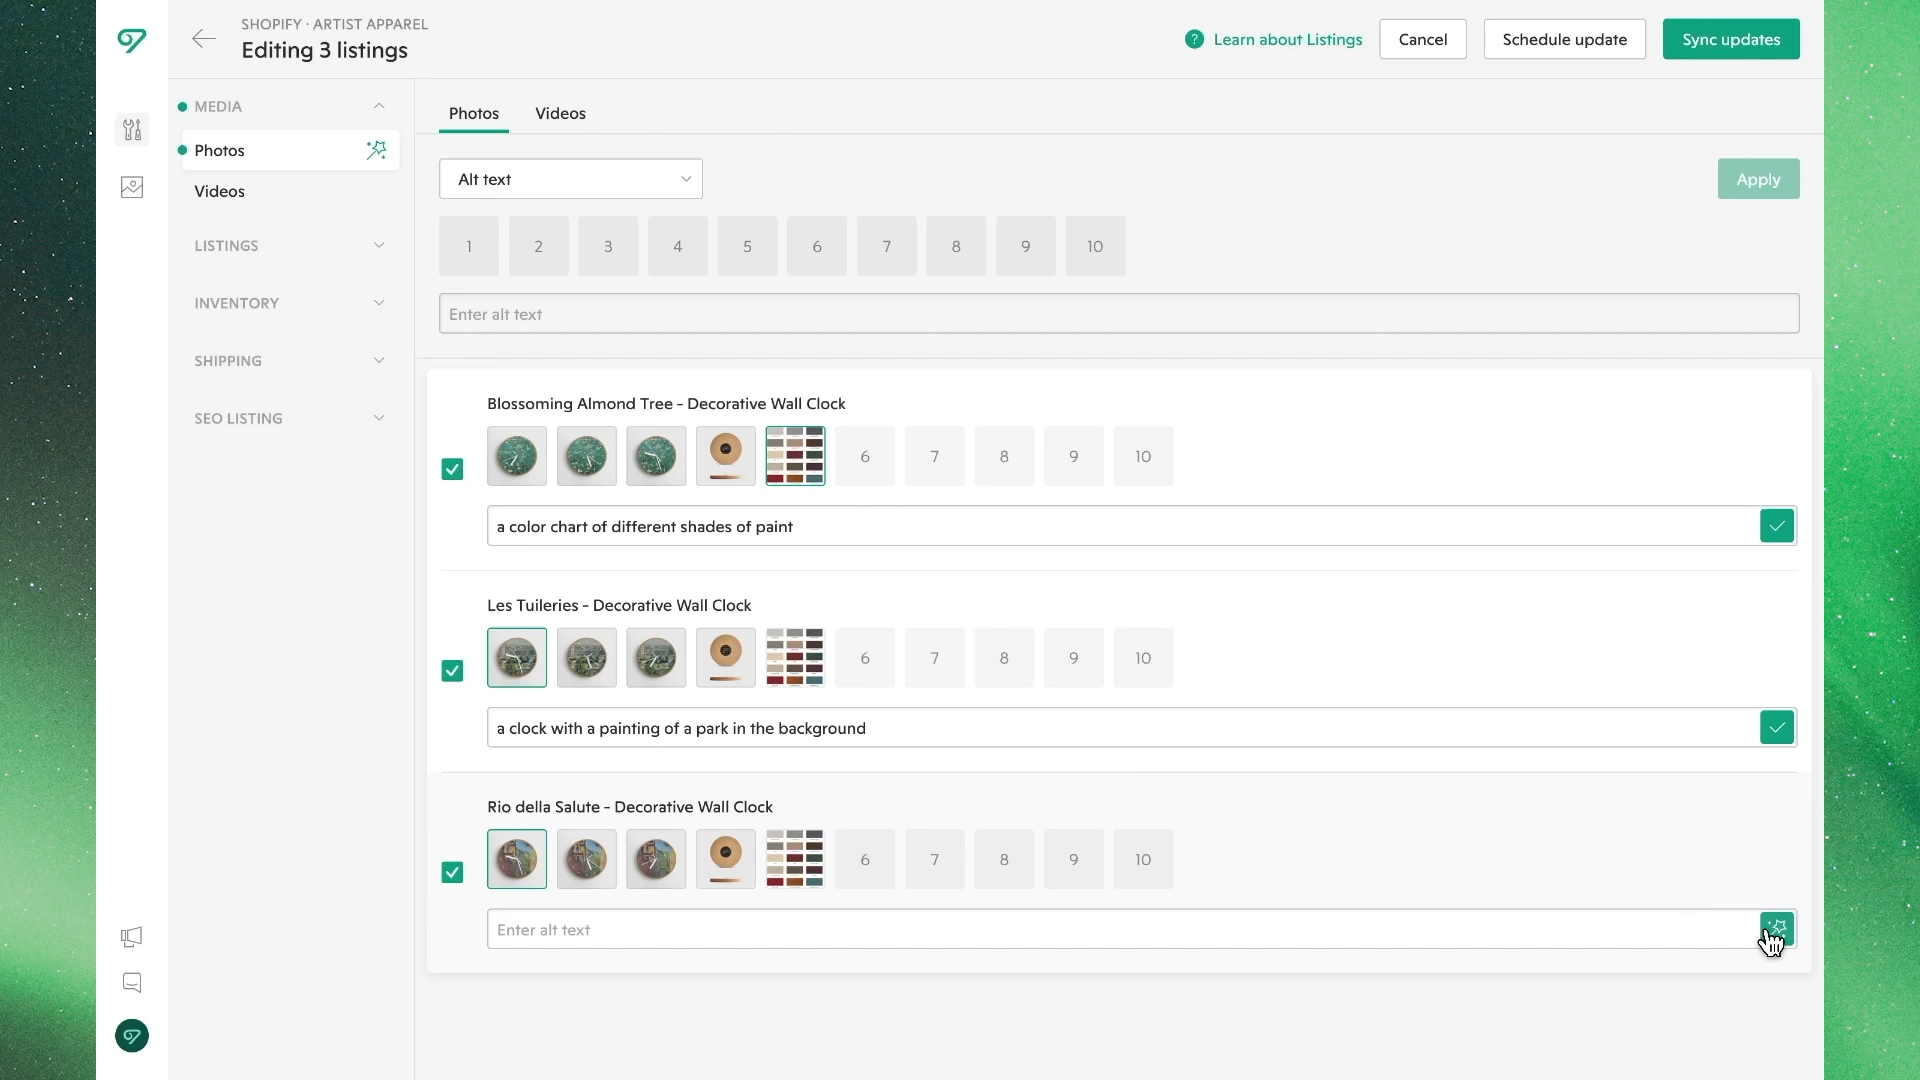 SHOPIFY · ARTIST APPAREL
Editing 3 listings
? Learn about Listings
Cancel
Schedule update
Sync updates
MEDIA
Photos
Videos
LISTINGS
INVENTORY
SHIPPING
SEO LISTING
Photos Videos
Alt text
Apply
1 2 3 4 5 6 7 8 9 10
Enter alt text
Blossoming Almond Tree - Decorative Wall Clock
6 7 8 9 10
a color chart of different shades of paint
Les Tuileries - Decorative Wall Clock
6 7 8 9 10
a clock with a painting of a park in the background
Rio della Salute - Decorative Wall Clock
6 7 8 9 10
Enter alt text